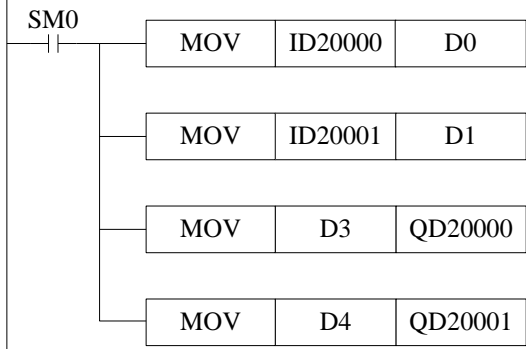 SM0
MOV ID20000 D0
MOV ID20001 D1
MOV D3 QD20000
MOV D4 QD20001